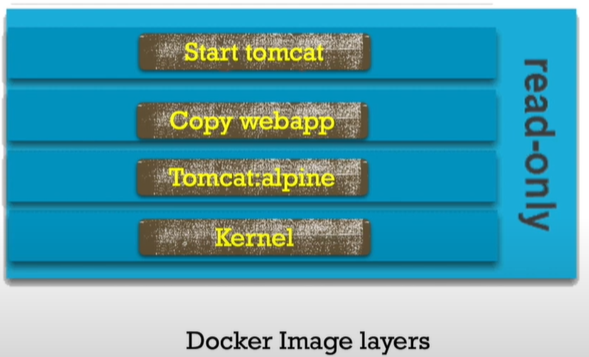 Start tomcat
Copy webapp
Tomcat:alpine
Kernel
read-only
Docker Image layers